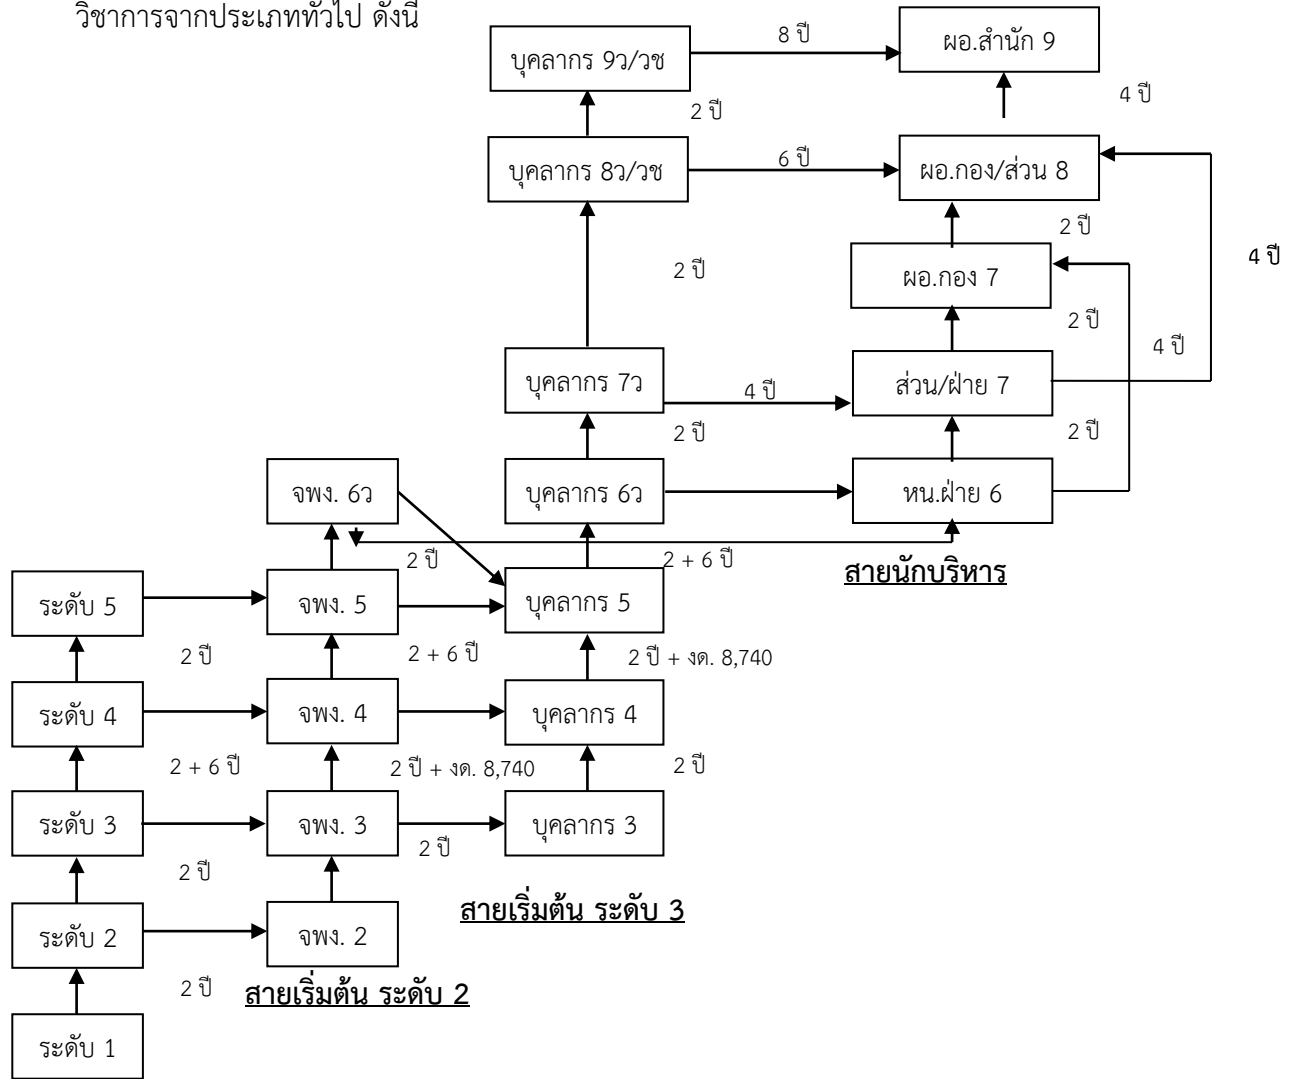 วิชาการจากประเภททั่วไป ดังนี้
8 ปี
ผอ.สำนัก 9
บุคลากร 9ว/วช
4 ปี
2 ปี
6 ปี
บุคลากร 8ว/วช
ผอ.กอง/ส่วน 8
2 ปี
4 ปี
2 ปี
ผอ.กอง 7
2 ปี
4 ปี
บุคลากร 7ว
4 ปี
ส่วน/ฝ่าย 7
2 ปี
2 ปี
จพง. 6ว
บุคลากร 6ว
หน.ฝ่าย 6
2 ปี
2 + 6 ปี
สายนักบริหาร
ระดับ 5
จพง. 5
บุคลากร 5
2 ปี
2 + 6 ปี
2 ปี + งด. 8,740
ระดับ 4
จพง. 4
บุคลากร 4
2 + 6 ปี
2 ปี + งด. 8,740
2 ปี
ระดับ 3
จพง. 3
บุคลากร 3
2 ปี
2 ปี
สายเริ่มต้น ระดับ 3
ระดับ 2
จพง. 2
2 ปี
สายเริ่มต้น ระดับ 2
ระดับ 1